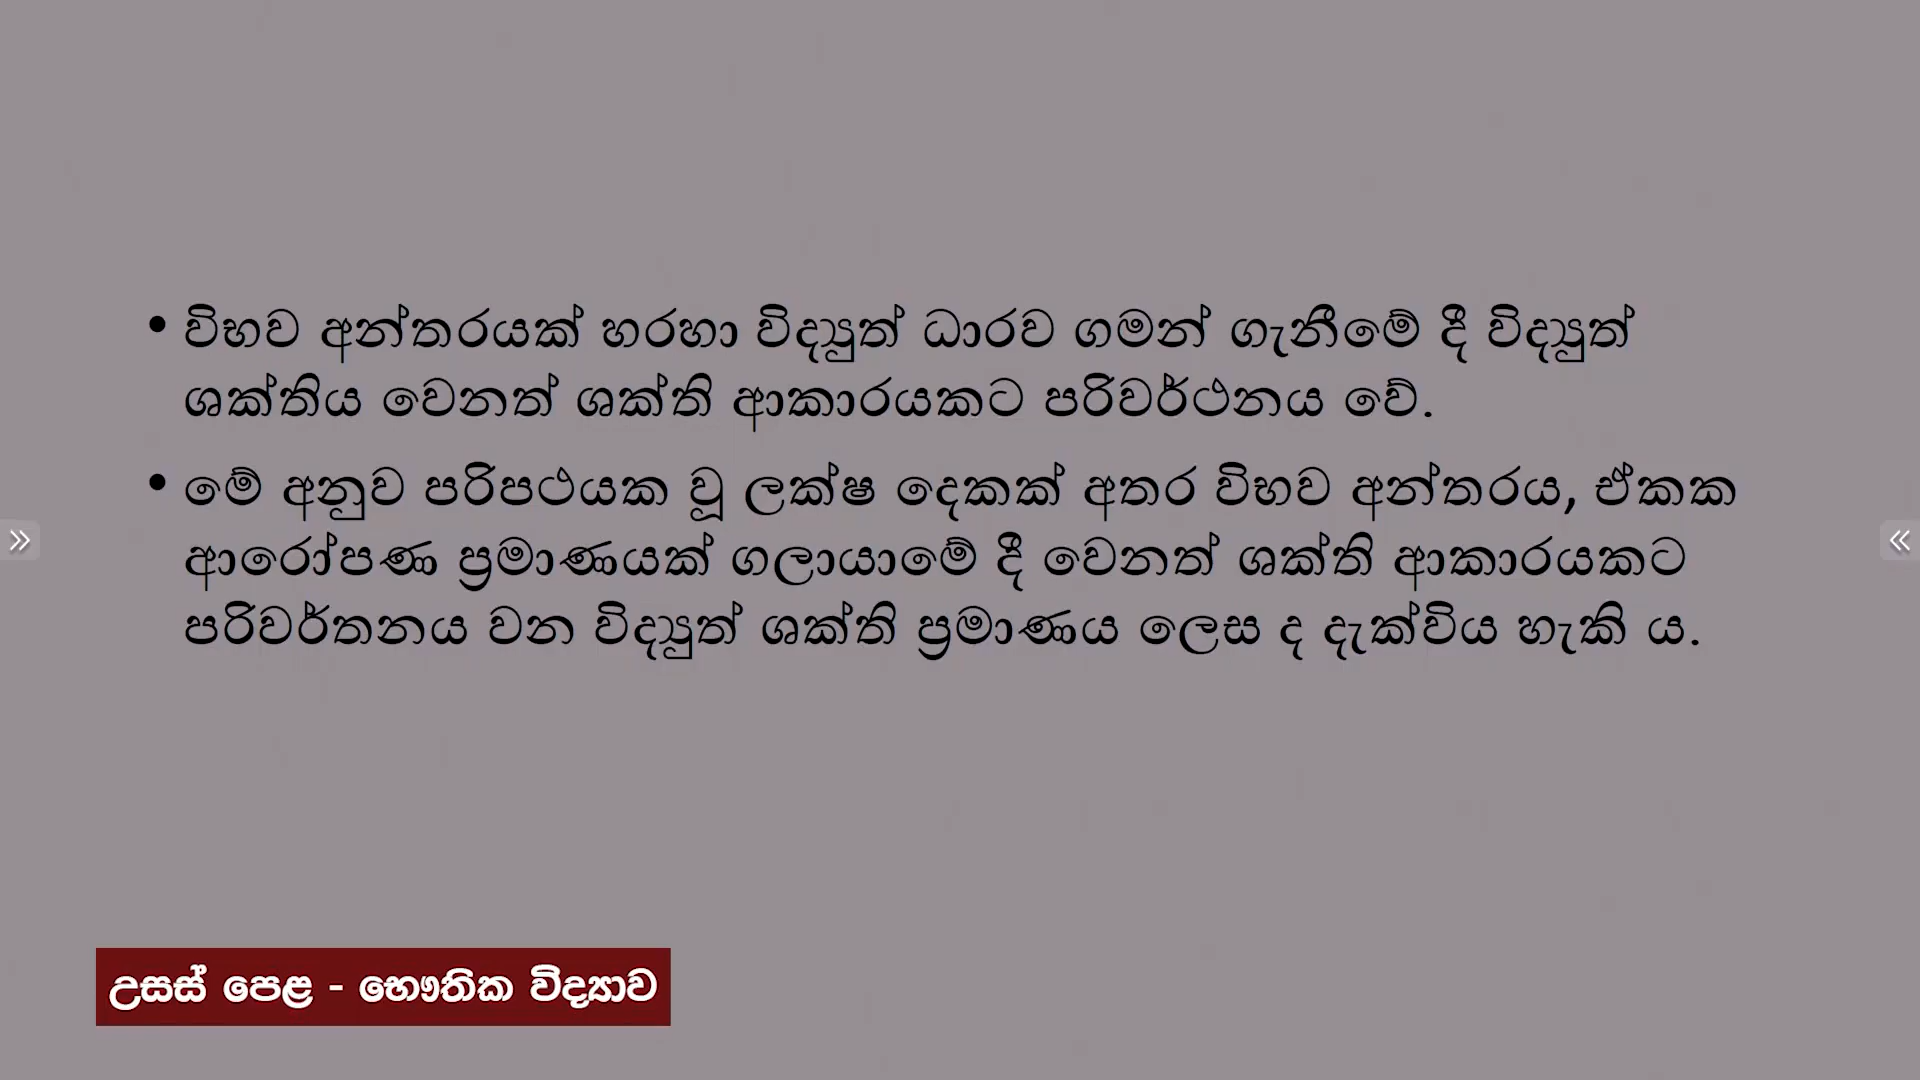 • විභව අන්තරයක් හරහා විද්‍යුත් ධාරව ගමන් ගැනීමේ දී විද්‍යුත්
ශක්තිය වෙනත් ශක්ති ආකාරයකට පරිවර්ථනය වේ.
• මේ අනුව පරිපථයක වූ ලක්ෂ දෙකක් අතර විභව අන්තරය, ඒකක
ආරෝපණ ප්‍රමාණයක් ගලායාමේ දී වෙනත් ශක්ති ආකාරයකට
පරිවර්තනය වන විද්‍යුත් ශක්ති ප්‍රමාණය ලෙස ද දැක්විය හැකි ය.
උසස් පෙළ - භෞතික විද්‍යාව